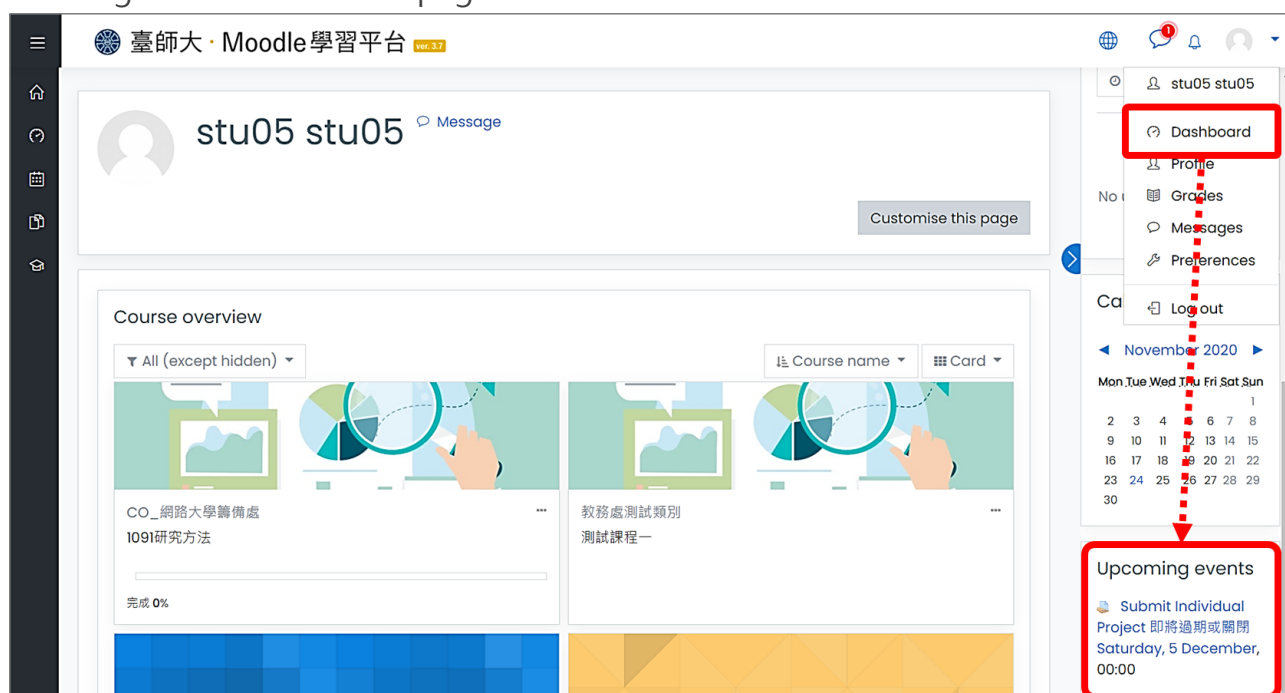 臺師大·Moodle學習平台 ver. 3.7
1
stu05 stu05
Dashboard
Profile
Grades
Messages
Preferences
Log out
stu05 stu05 Message
Customise this page
No
Course overview
All (except hidden)
Course name
Card
CO_網路大學籌備處 ...
1091研究方法
完成 0%
教務處測試類別 ...
測試課程一
Ca
◄ November 2020 ►
Mon Tue Wed Thu Fri Sat Sun
1
2 3 4 5 6 7 8
9 10 11 12 13 14 15
16 17 18 19 20 21 22
23 24 25 26 27 28 29
30
Upcoming events
Submit Individual
Project 即將過期或關閉
Saturday, 5 December,
00:00